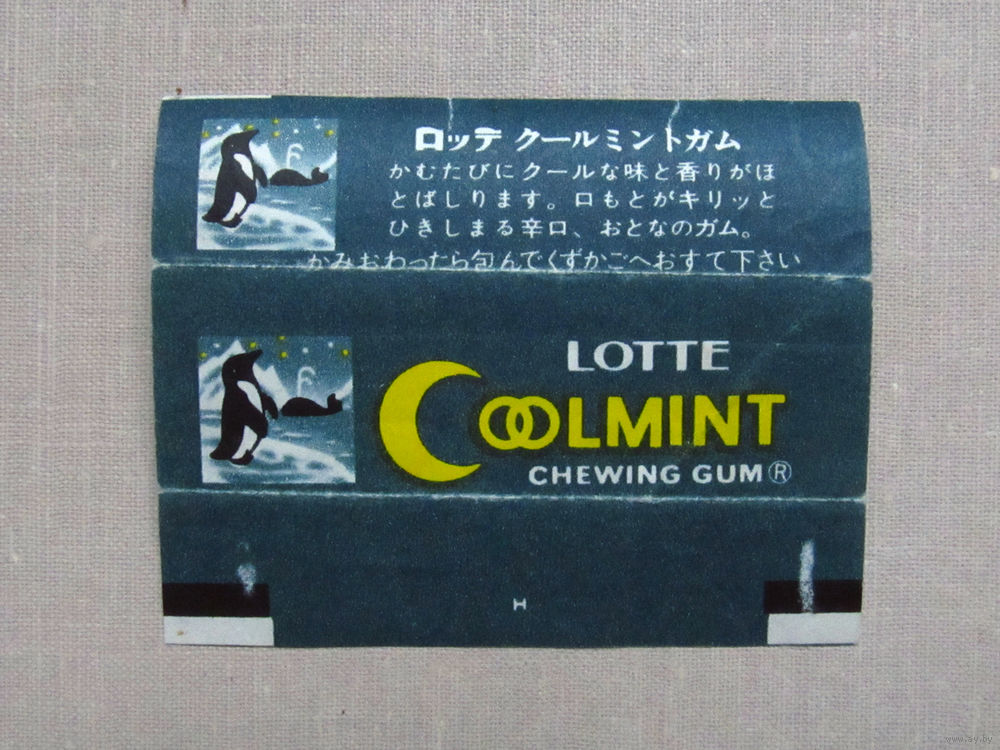 ロッテ クールミントガム
かむたびにクールな味と香りがほ
とばしります。口もとがキリッと
ひきしまる辛口、おとなのガム。
かみおわったら包んでくずかごへおすて下さい
LOTTE
COOLMINT
CHEWING GUM®
H
www.ay.by